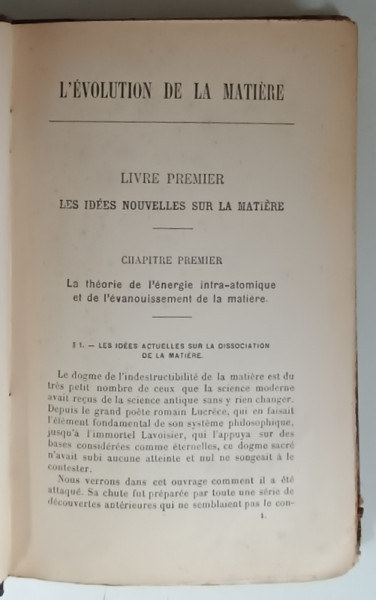 L'ÉVOLUTION DE LA MATIÈRE
LIVRE PREMIER
LES IDÉES NOUVELLES SUR LA MATIÈRE
CHAPITRE PREMIER
La théorie de l'énergie intra-atomique
et de l'évanouissement de la matière.
§ 1. — LES IDÉES ACTUELLES SUR LA DISSOCIATION
DE LA MATIÈRE.
Le dogme de l'indestructibilité de la matière est du
très petit nombre de ceux que la science moderne
avait reçus de la science antique sans y rien changer.
Depuis le grand poète romain Lucrèce, qui en faisait
l'élément fondamental de son système philosophique,
jusqu'à l'immortel Lavoisier, qui l'appuya sur des
bases considérées comme éternelles, ce dogme sacré
n'avait subi aucune atteinte et nul ne songeait à le
contester.
Nous verrons dans cet ouvrage comment il a été
attaqué. Sa chute fut préparée par toute une série de
découvertes antérieures qui ne semblaient pas le con-
1.